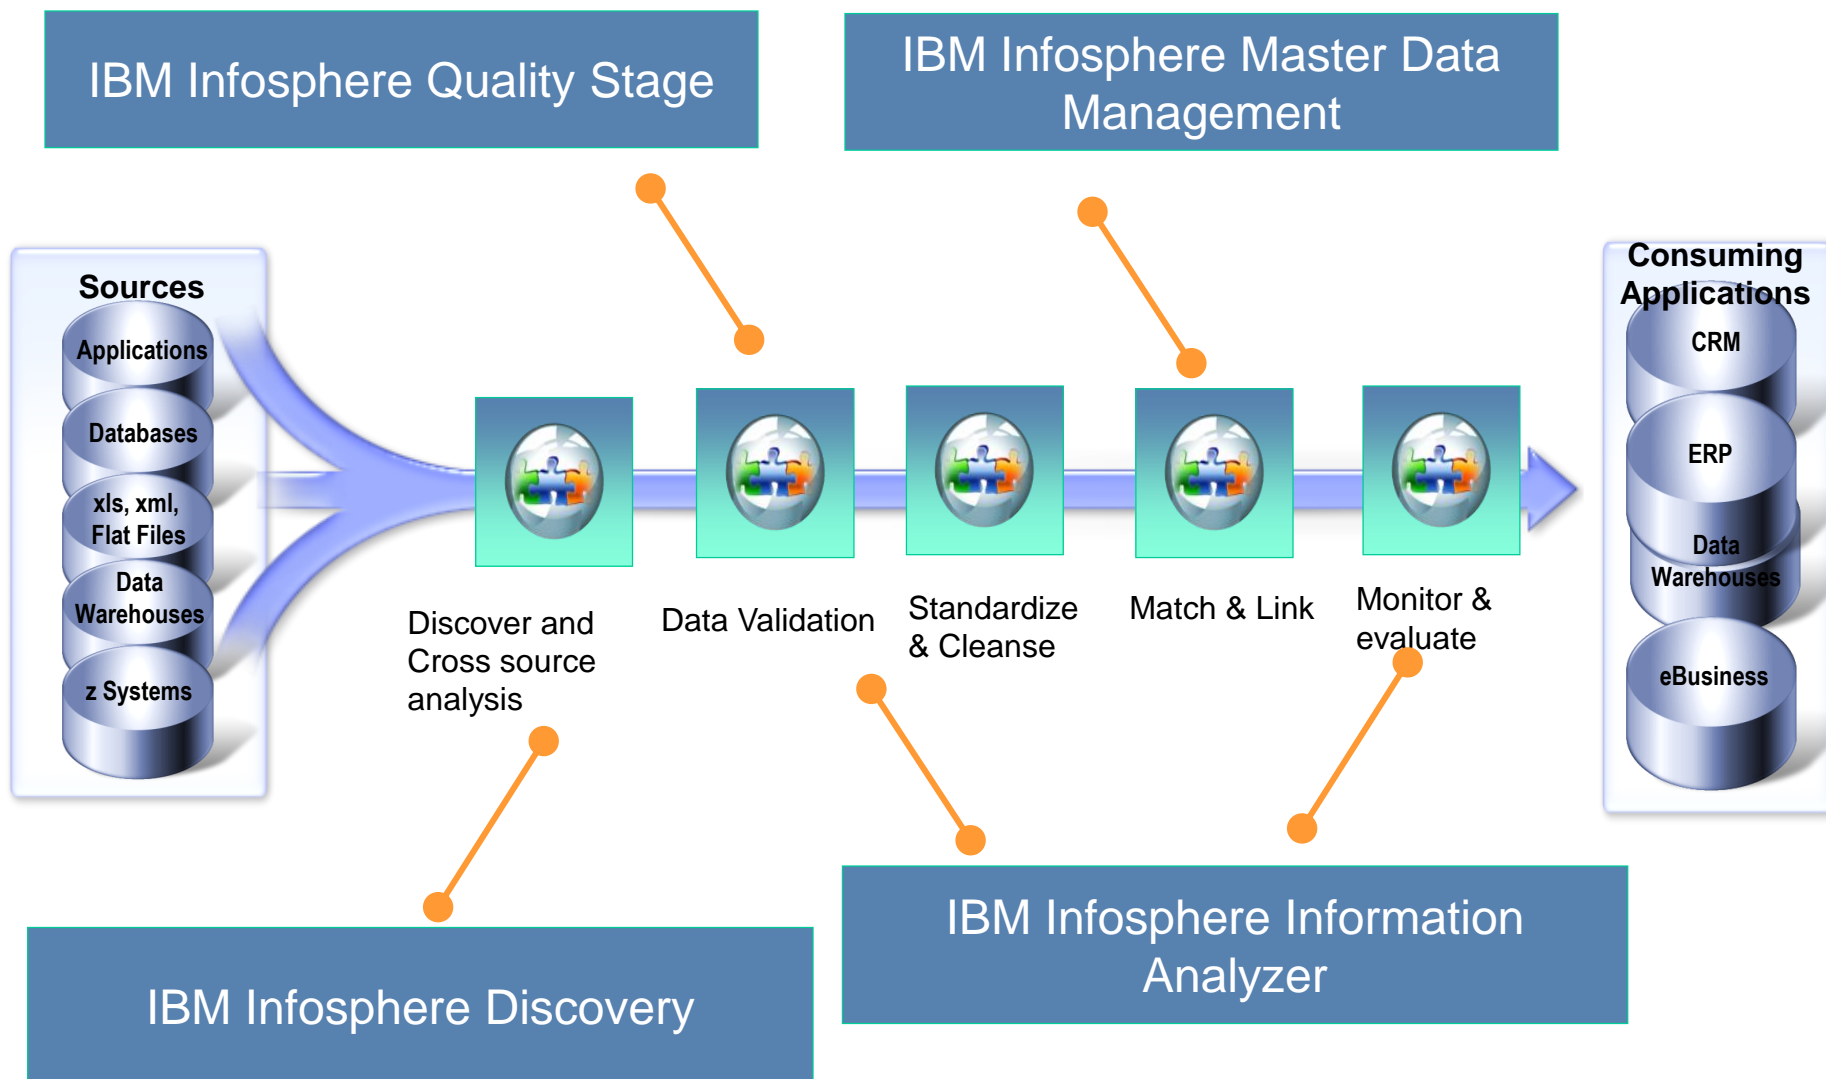 IBM Infosphere Quality Stage
IBM Infosphere Master Data
Management
Sources
Applications
Databases
xls, xml,
Flat Files
Data
Warehouses
z Systems
Discover and
Cross source
analysis
Data Validation
Standardize
& Cleanse
Match & Link
Monitor &
evaluate
Consuming
Applications
CRM
ERP
Data
Warehouses
eBusiness
IBM Infosphere Discovery
IBM Infosphere Information
Analyzer